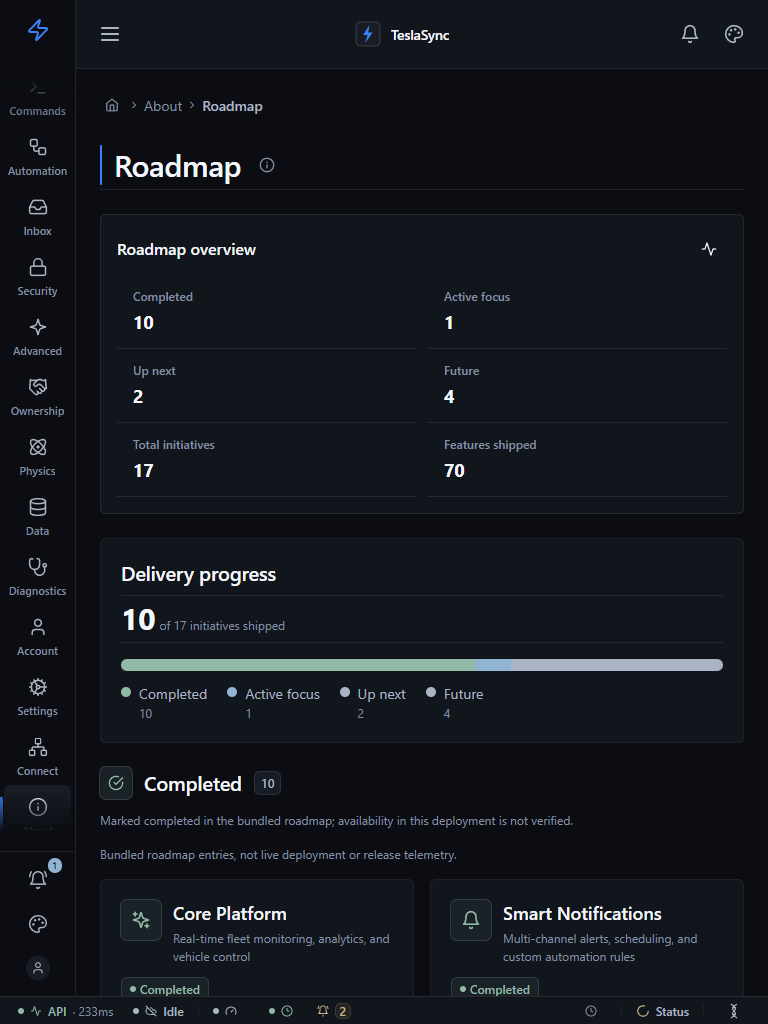 TeslaSync
Commands
Automation
Inbox
Security
Advanced
Ownership
Physics
Data
Diagnostics
Account
Settings
Connect
1
About
Roadmap
Roadmap
Roadmap overview
Completed
10
Active focus
1
Up next
2
Future
4
Total initiatives
17
Features shipped
70
Delivery progress
10 of 17 initiatives shipped
Completed
10
Active focus
1
Up next
2
Future
4
Completed 10
Marked completed in the bundled roadmap; availability in this deployment is not verified.
Bundled roadmap entries, not live deployment or release telemetry.
Core Platform
Real-time fleet monitoring, analytics, and
vehicle control
Completed
Smart Notifications
Multi-channel alerts, scheduling, and
custom automation rules
Completed
API · 233ms
Idle
2
Status